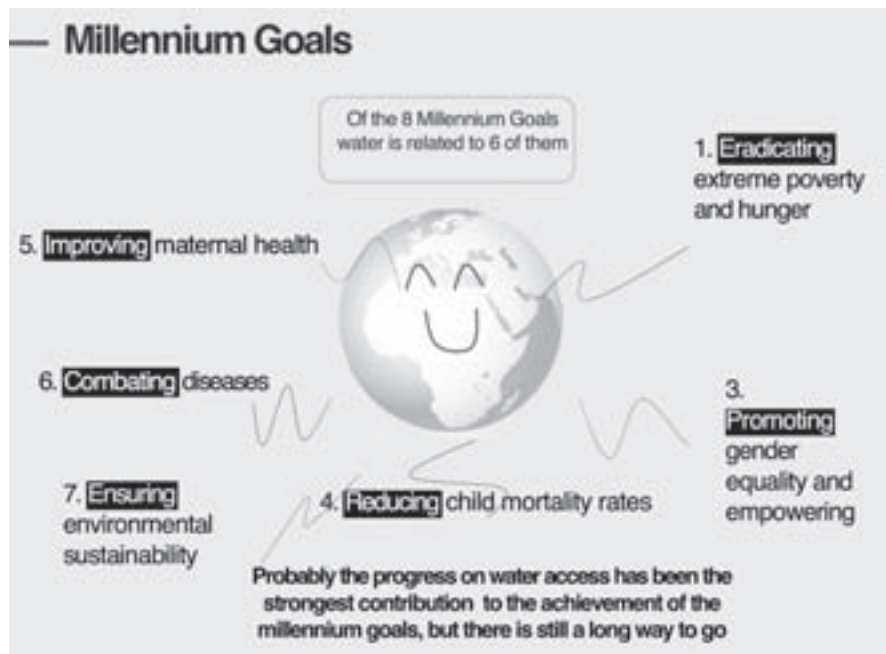 Millennium Goals
Of the 8 Millennium Goals
water is related to 6 of them
1. Eradicating
extreme poverty
and hunger
5. Improving maternal health
6. Combating diseases
3.
Promoting
gender
equality and
empowering
7. Ensuring
environmental
sustainability
4. Reducing child mortality rates
Probably the progress on water access has been the
strongest contribution to the achievement of the
millennium goals, but there is still a long way to go